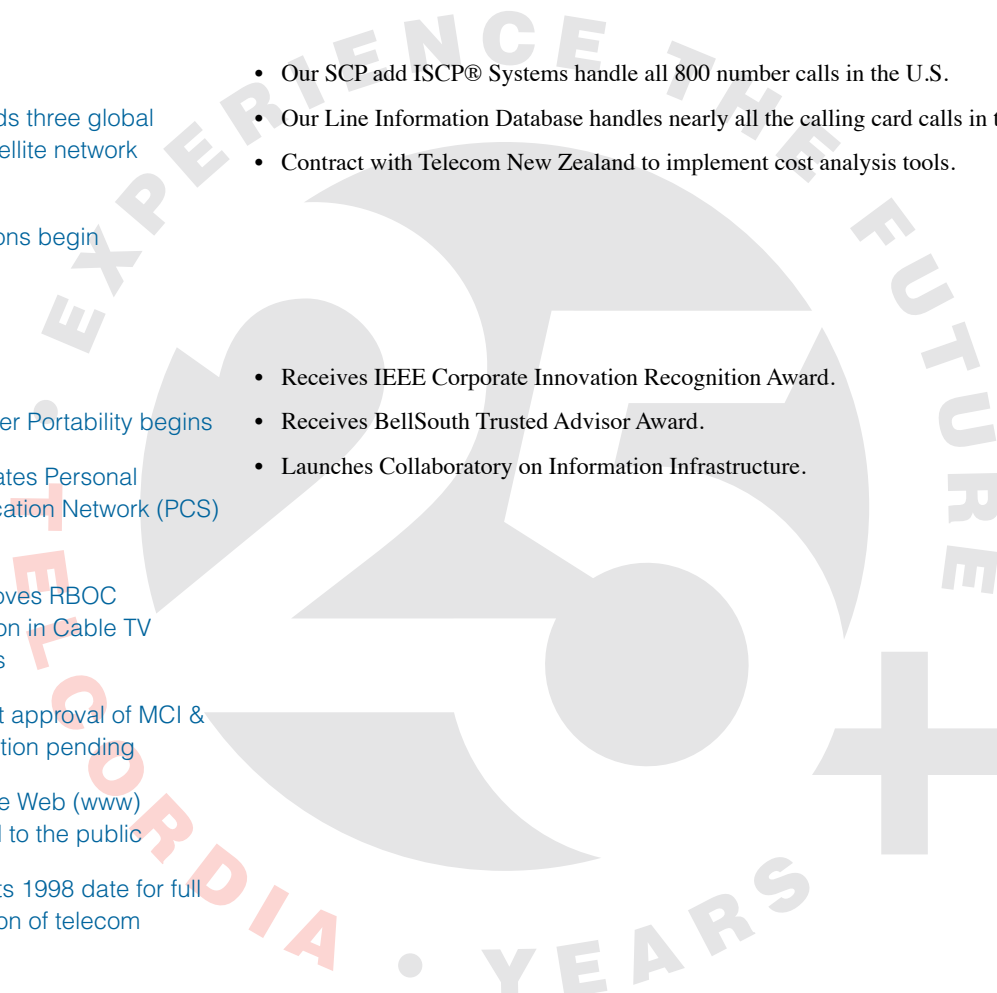 ds three global
ellite network
ons begin
er Portability begins
ates Personal
cation Network (PCS)
oves RBOC
on in Cable TV
s
t approval of MCI &
tion pending
e Web (www)
l to the public
ts 1998 date for full
on of telecom
• Our SCP add ISCP® Systems handle all 800 number calls in the U.S.
• Our Line Information Database handles nearly all the calling card calls in t
• Contract with Telecom New Zealand to implement cost analysis tools.
• Receives IEEE Corporate Innovation Recognition Award.
• Receives BellSouth Trusted Advisor Award.
• Launches Collaboratory on Information Infrastructure.
• EXPERIENCE THE FUTURE
TELCORDIA • YEARS
25+